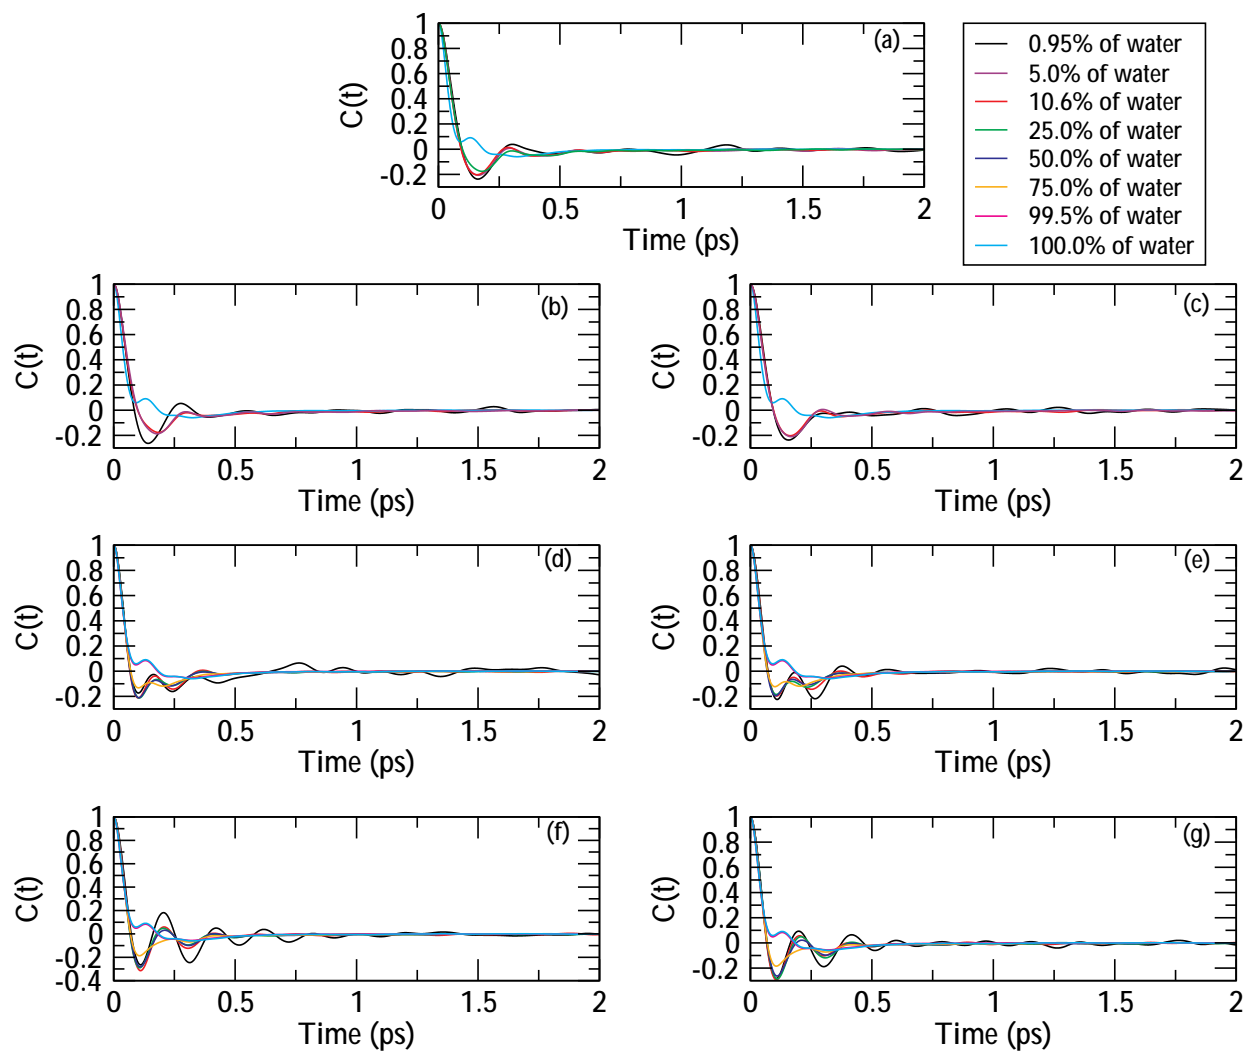 (a)
1
0.8
0.6
0.4
0.2
0
-0.2
C(t)
0 0.5 1 1.5 2
Time (ps)
0.95% of water
5.0% of water
10.6% of water
25.0% of water
50.0% of water
75.0% of water
99.5% of water
100.0% of water
(b)
1
0.8
0.6
0.4
0.2
0
-0.2
C(t)
0 0.5 1 1.5 2
Time (ps)
(c)
1
0.8
0.6
0.4
0.2
0
-0.2
C(t)
0 0.5 1 1.5 2
Time (ps)
(d)
1
0.8
0.6
0.4
0.2
0
-0.2
C(t)
0 0.5 1 1.5 2
Time (ps)
(e)
1
0.8
0.6
0.4
0.2
0
-0.2
C(t)
0 0.5 1 1.5 2
Time (ps)
(f)
1
0.8
0.6
0.4
0.2
0
-0.2
-0.4
C(t)
0 0.5 1 1.5 2
Time (ps)
(g)
1
0.8
0.6
0.4
0.2
0
-0.2
C(t)
0 0.5 1 1.5 2
Time (ps)